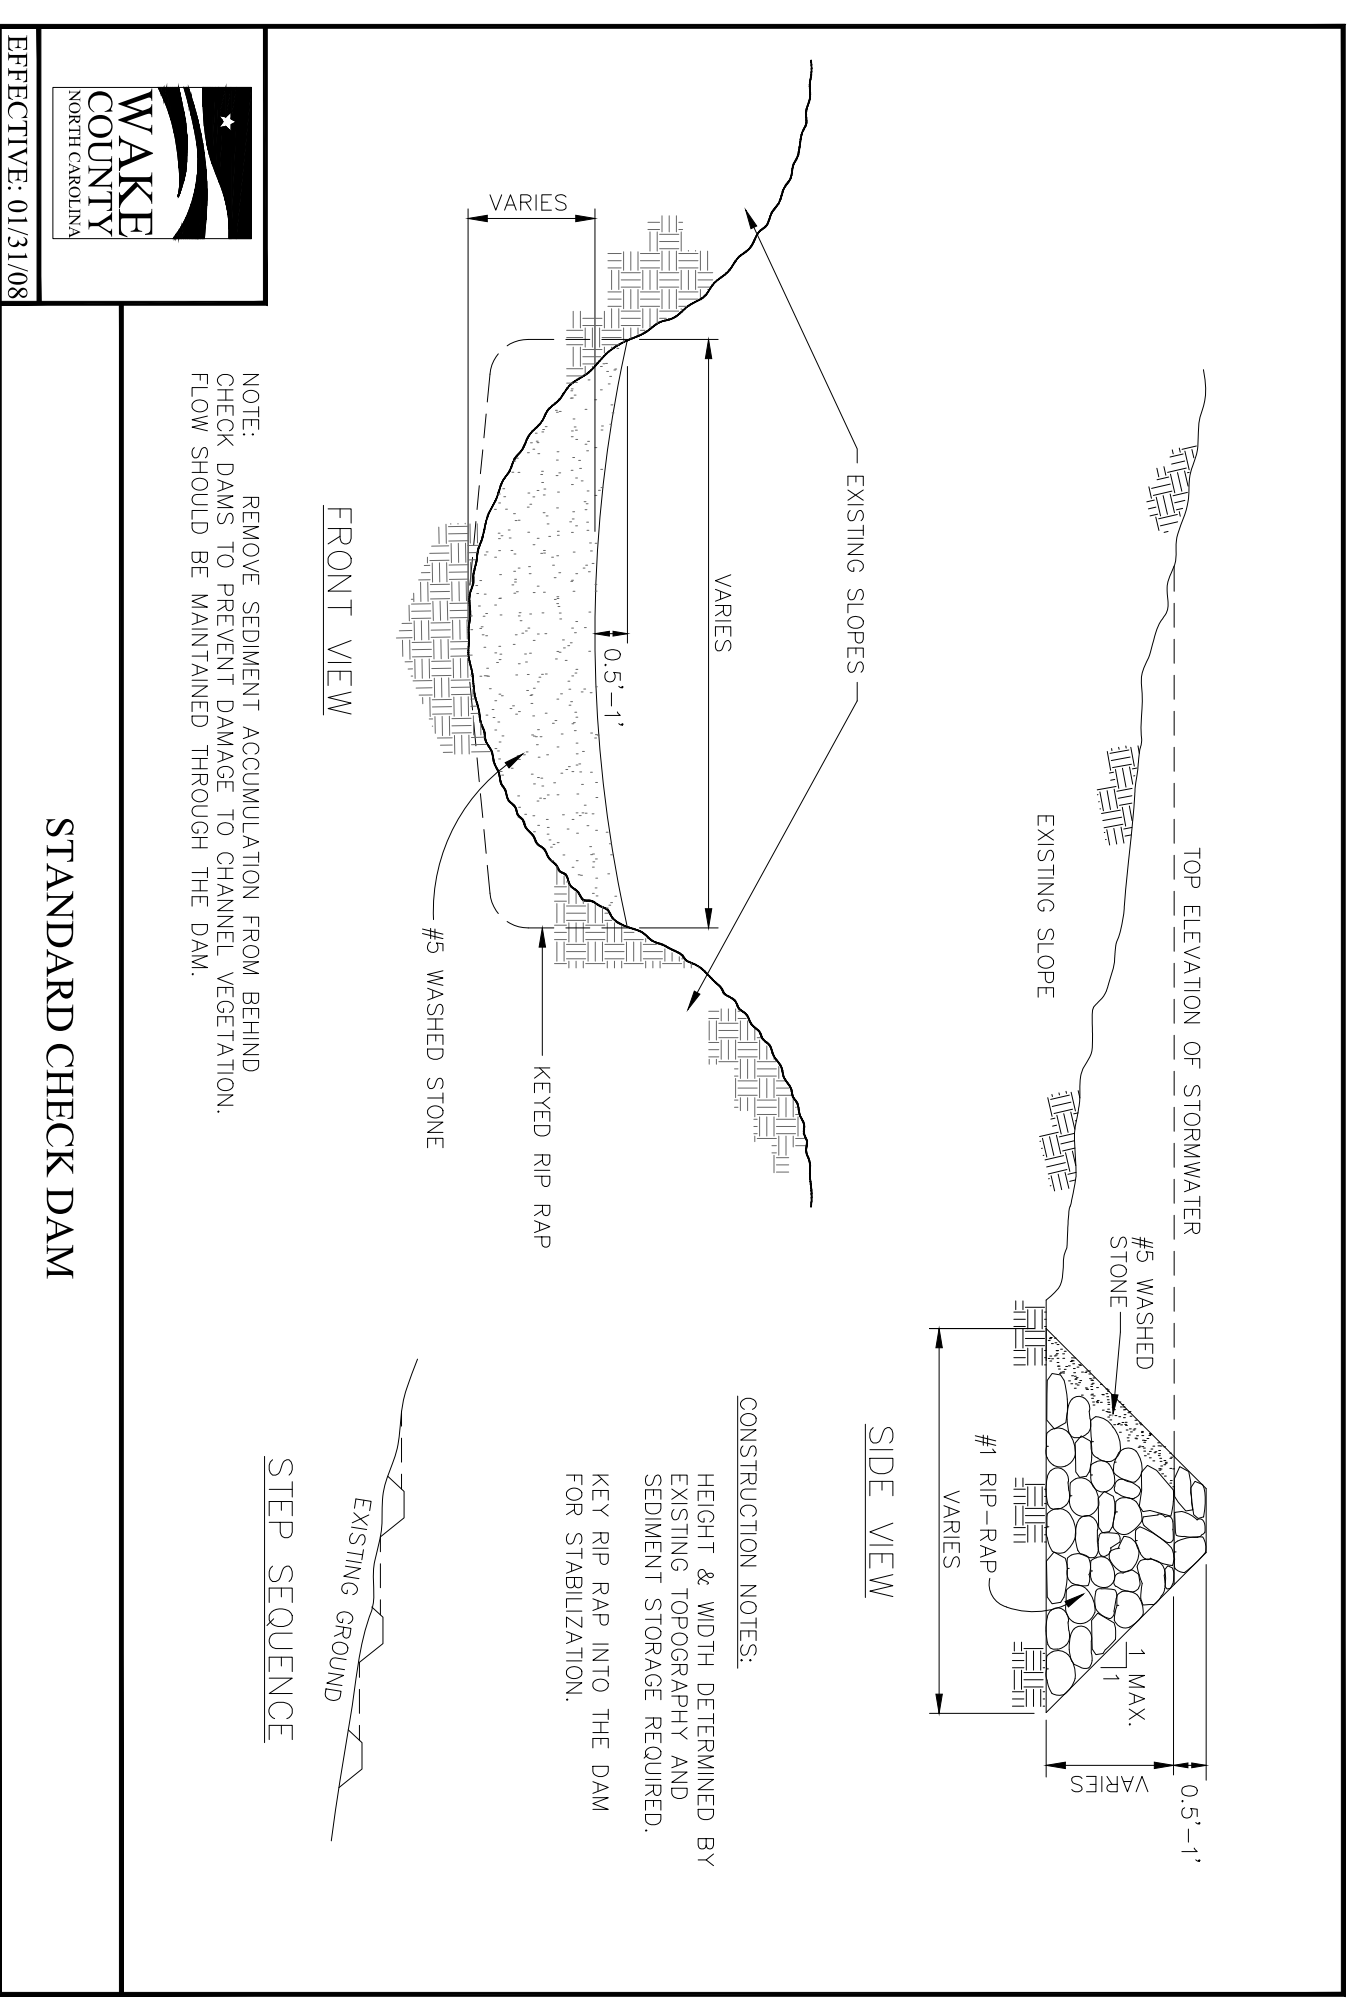 EXISTING SLOPES
VARIES
VARIES
0.5'-1'
#5 WASHED STONE
KEYED RIP RAP
FRONT VIEW
NOTE: REMOVE SEDIMENT ACCUMULATION FROM BEHIND
CHECK DAMS TO PREVENT DAMAGE TO CHANNEL VEGETATION.
FLOW SHOULD BE MAINTAINED THROUGH THE DAM.
TOP ELEVATION OF STORMWATER
EXISTING SLOPE
#5 WASHED
STONE
0.5'-1'
VARIES
1 MAX.
1
#1 RIP-RAP
VARIES
SIDE VIEW
CONSTRUCTION NOTES:
HEIGHT & WIDTH DETERMINED BY
EXISTING TOPOGRAPHY AND
SEDIMENT STORAGE REQUIRED.
KEY RIP RAP INTO THE DAM
FOR STABILIZATION.
EXISTING GROUND
STEP SEQUENCE
WAKE
COUNTY
NORTH CAROLINA
EFFECTIVE: 01/31/08
STANDARD CHECK DAM